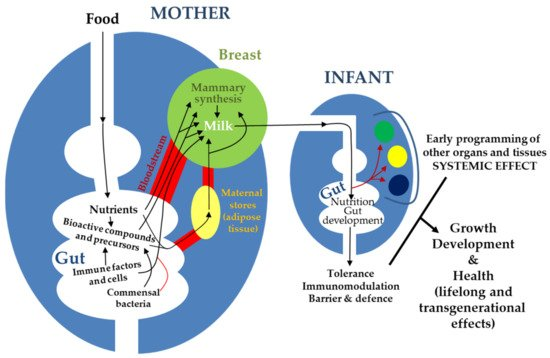 Food
MOTHER
Breast
Mammary
synthesis
Milk
Bloodstream
Maternal
stores
(adipose
tissue)
Nutrients
Bioactive compounds
and precursors
Gut
Immune factors
and cells
Commensal
bacteria
INFANT
Gut
Nutrition
Gut
development
Tolerance
Immunomodulation
Barrier & defence
Early programming of
other organs and tissues
SYSTEMIC EFFECT
Growth
Development
&
Health
(lifelong and
transgenerational
effects)